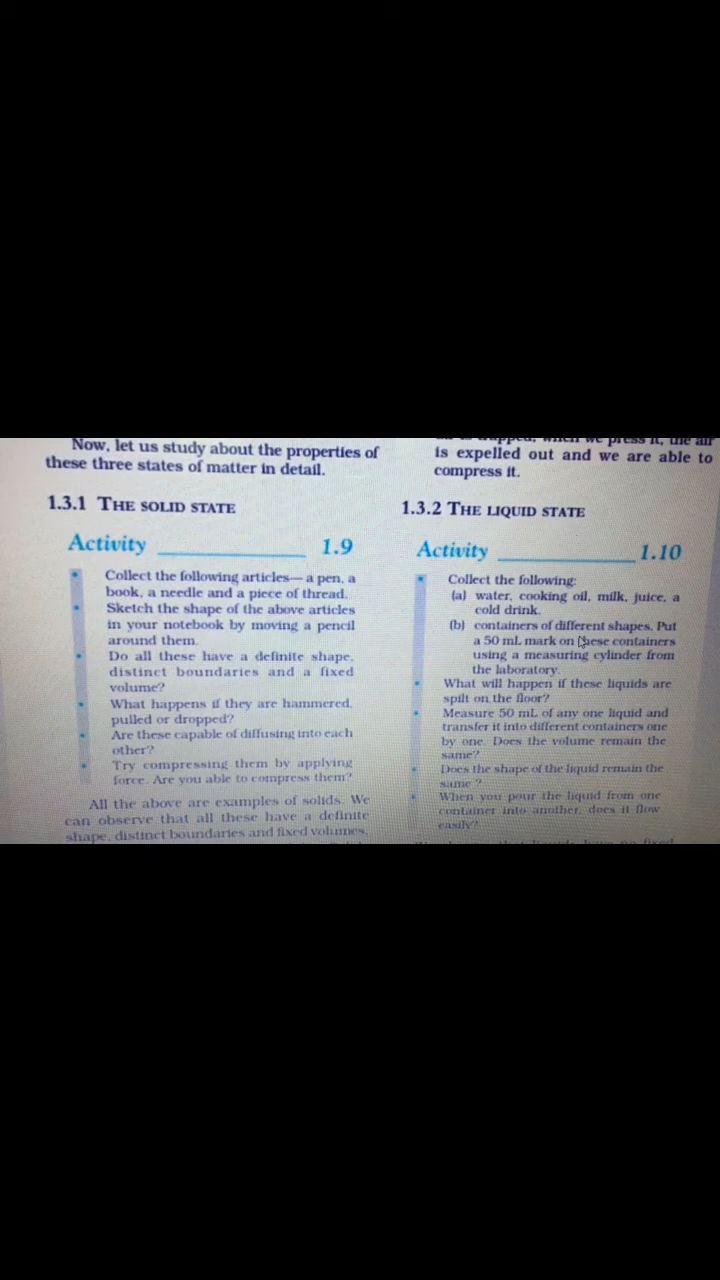 Now, let us study about the properties of
these three states of matter in detail.
1.3.1 THE SOLID STATE
Activity 1.9
• Collect the following articles— a pen, a
book, a needle and a piece of thread.
• Sketch the shape of the above articles
in your notebook by moving a pencil
around them.
• Do all these have a definite shape,
distinct boundaries and a fixed
volume?
• What happens if they are hammered,
pulled or dropped?
• Are these capable of diffusing into each
other?
• Try compressing them by applying
force. Are you able to compress them?
All the above are examples of solids. We
can observe that all these have a definite
shape, distinct boundaries and fixed volumes,
trapped, when we press it, the air
is expelled out and we are able to
compress it.
1.3.2 THE LIQUID STATE
Activity 1.10
• Collect the following:
(a) water, cooking oil, milk, juice, a
cold drink.
(b) containers of different shapes. Put
a 50 mL mark on these containers
using a measuring cylinder from
the laboratory.
• What will happen if these liquids are
spilt on the floor?
• Measure 50 mL of any one liquid and
transfer it into different containers one
by one. Does the volume remain the
same?
• Does the shape of the liquid remain the
same ?
• When you pour the liquid from one
container into another, does it flow
easily?